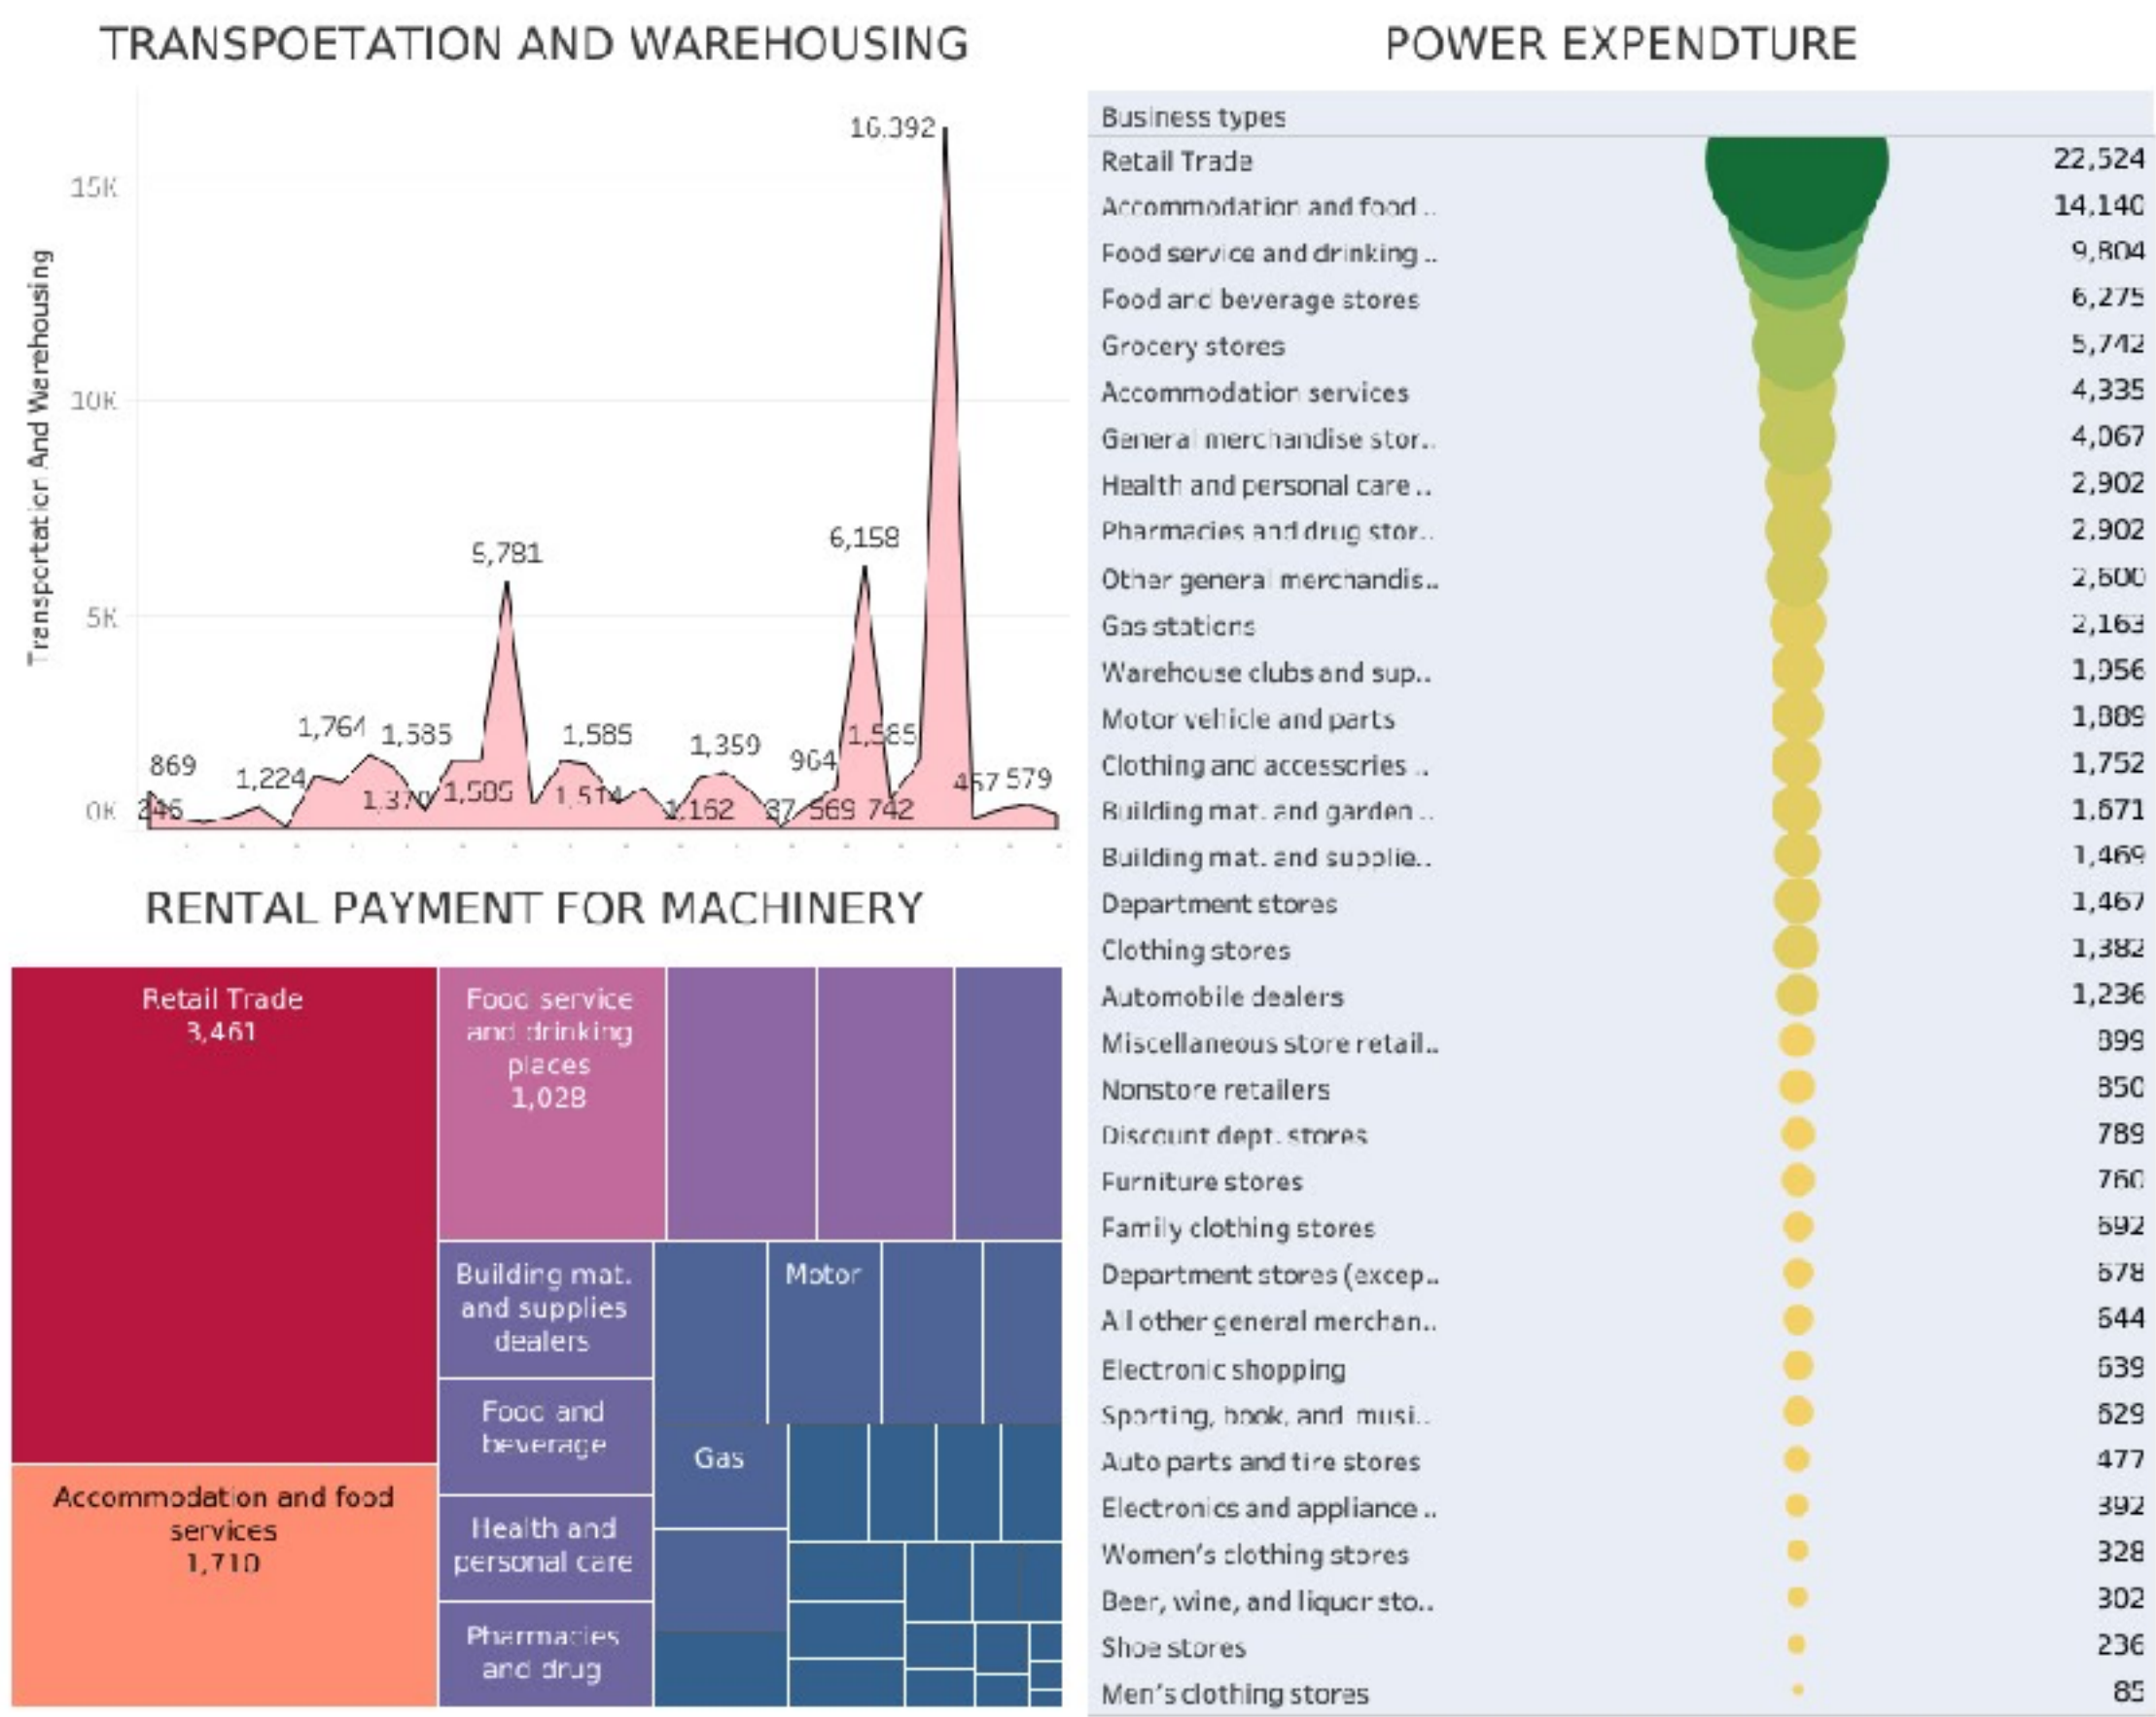 TRANSPOETATION AND WAREHOUSING
Transportation And Warehousing
15K
10K
5K
0K
16,392
5,781
6,158
1,764
1,585
1,585
1,359
964
1,585
869
1,224
1,514
457
579
246
569
742
RENTAL PAYMENT FOR MACHINERY
Retail Trade
3,461
Accommodation and food
services
1,710
Food service
and drinking
places
1,028
Building mat.
and supplies
dealers
Food and
beverage
Health and
personal care
Pharmacies
and drug
Motor
Gas
POWER EXPENDTURE
Business types
Retail Trade 22,524
Accommodation and food .. 14,140
Food service and drinking .. 9,804
Food and beverage stores 6,275
Grocery stores 5,742
Accommodation services 4,335
General merchandise stor.. 4,067
Health and personal care .. 2,902
Pharmacies and drug stor.. 2,902
Other general merchandis.. 2,600
Gas stations 2,163
Warehouse clubs and sup.. 1,956
Motor vehicle and parts 1,889
Clothing and accessories .. 1,752
Building mat. and garden .. 1,671
Building mat. and supplie.. 1,469
Department stores 1,467
Clothing stores 1,382
Automobile dealers 1,236
Miscellaneous store retail.. 899
Nonstore retailers 850
Discount dept. stores 789
Furniture stores 760
Family clothing stores 692
Department stores (excep.. 678
All other general merchan.. 644
Electronic shopping 639
Sporting, book, and musi.. 629
Auto parts and tire stores 477
Electronics and appliance .. 392
Women's clothing stores 328
Beer, wine, and liquor sto.. 302
Shoe stores 236
Men's clothing stores 85